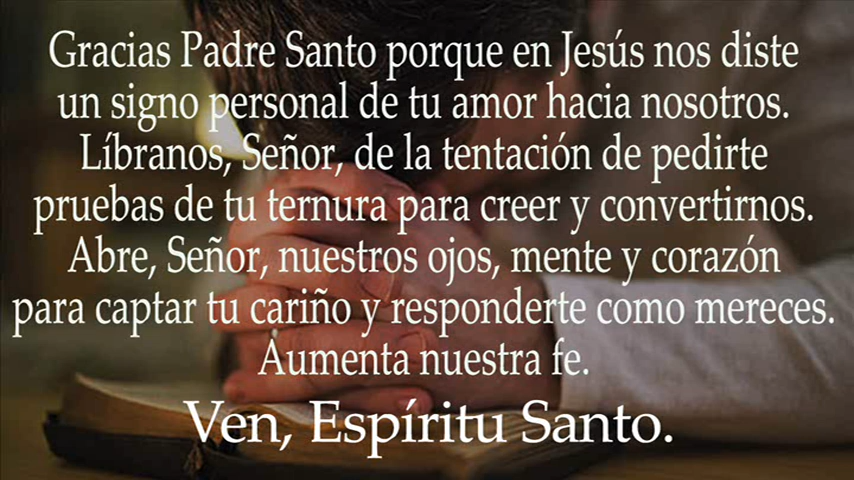 Gracias Padre Santo porque en Jesús nos diste
un signo personal de tu amor hacia nosotros.
Líbranos, Señor, de la tentación de pedirte
pruebas de tu ternura para creer y convertirnos.
Abre, Señor, nuestros ojos, mente y corazón
para captar tu cariño y responderte como mereces.
Aumenta nuestra fe.
Ven, Espíritu Santo.